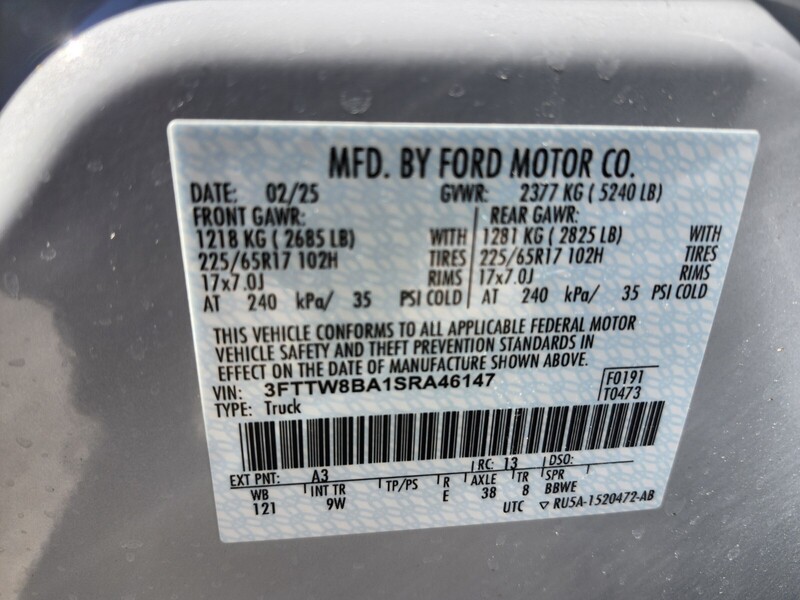 MFD. BY FORD MOTOR CO.
DATE: 02/25 GVWR: 2377 KG ( 5240 LB)
FRONT GAWR: REAR GAWR:
1218 KG ( 2685 LB) WITH 1281 KG ( 2825 LB) WITH
225/65R17 102H TIRES 225/65R17 102H TIRES
17x7.0J RIMS 17x7.0J RIMS
AT 240 kPa/ 35 PSI COLD AT 240 kPa/ 35 PSI COLD
THIS VEHICLE CONFORMS TO ALL APPLICABLE FEDERAL MOTOR
VEHICLE SAFETY AND THEFT PREVENTION STANDARDS IN
EFFECT ON THE DATE OF MANUFACTURE SHOWN ABOVE.
VIN: 3FTTW8BA1SRA46147 F0191
TYPE: Truck T0473
EXT PNT: A3 RC: 13 DSO:
WB INT TR TP/PS R AXLE TR SPR
121 9W E 38 8 BBWE
UTC ▽ RU5A-1520472-AB